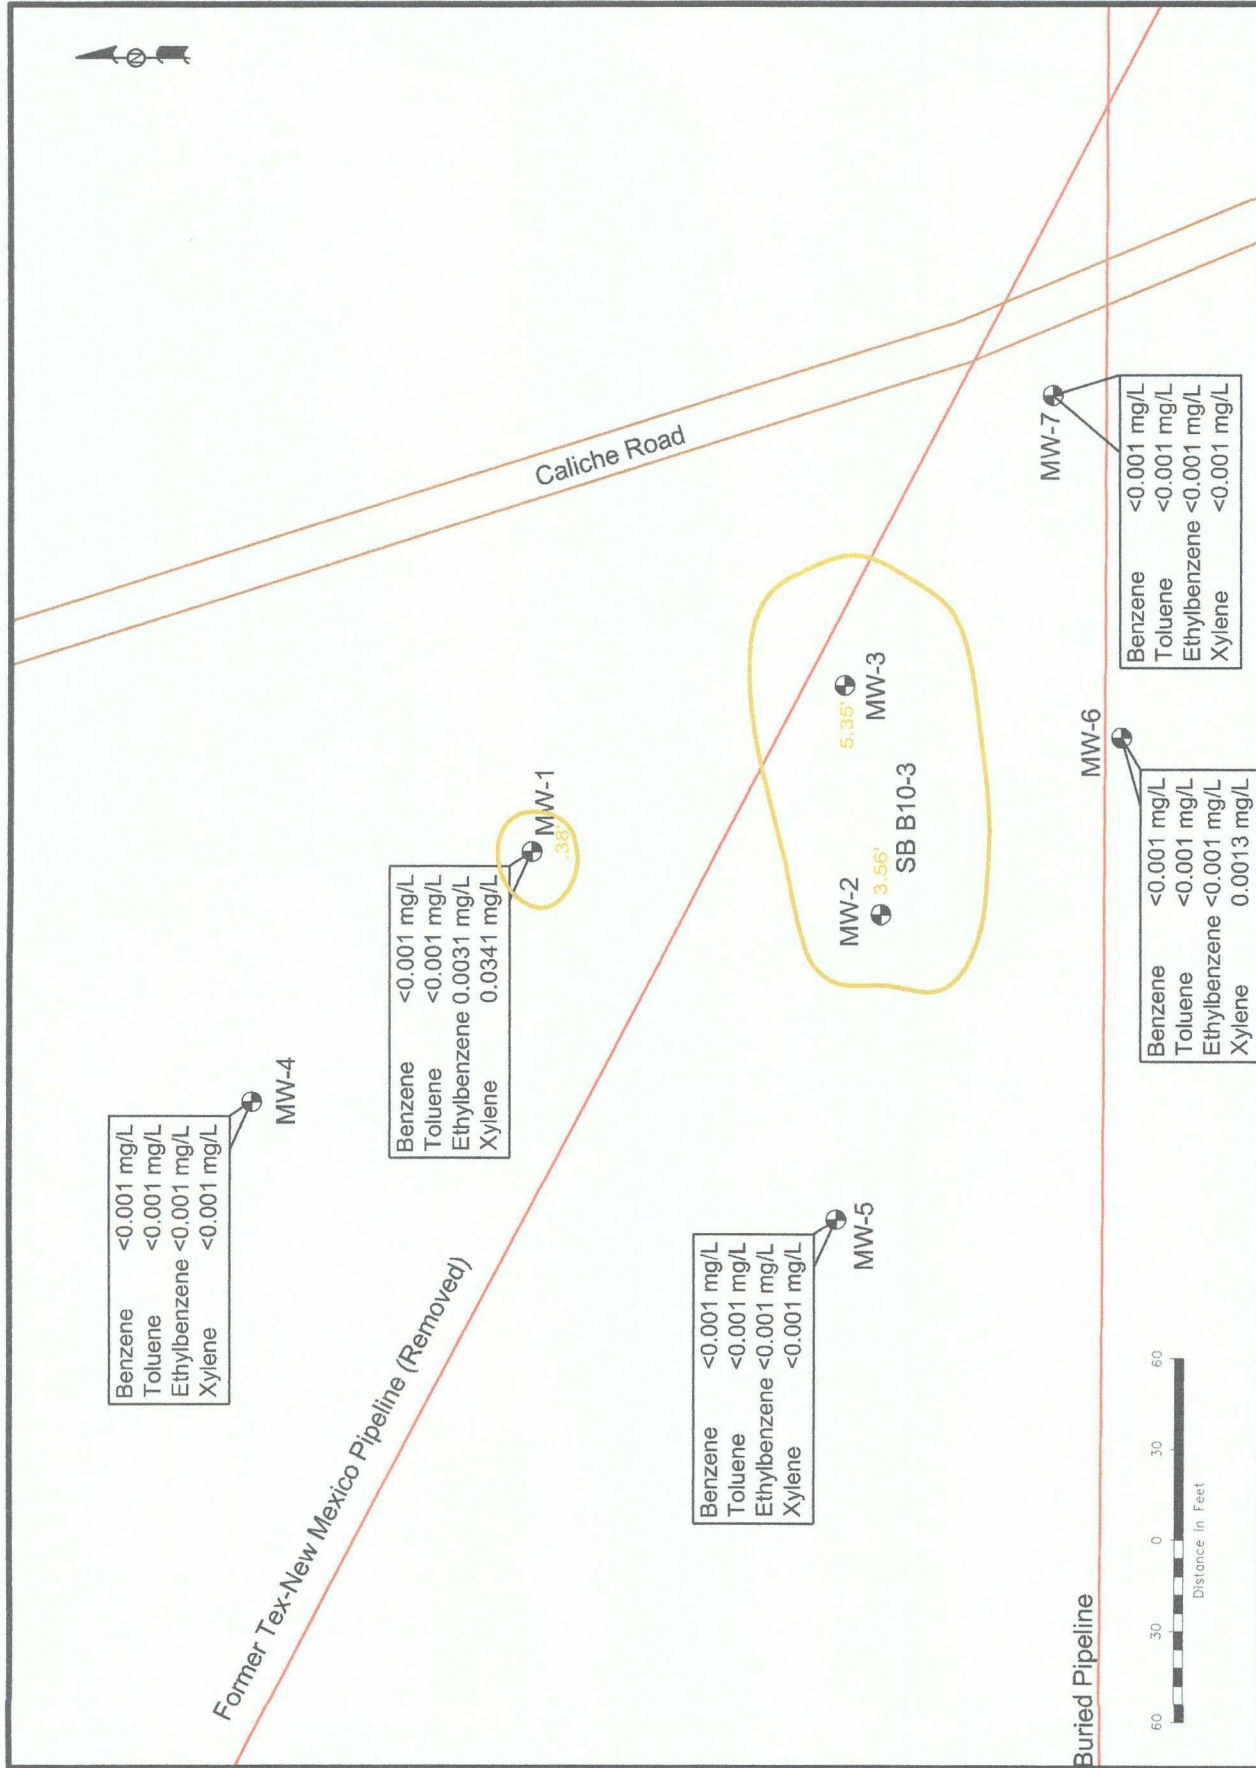 N
Caliche Road
Former Tex-New Mexico Pipeline (Removed)
Benzene <0.001 mg/L
Toluene <0.001 mg/L
Ethylbenzene <0.001 mg/L
Xylene <0.001 mg/L
MW-4
Benzene <0.001 mg/L
Toluene <0.001 mg/L
Ethylbenzene 0.0031 mg/L
Xylene 0.0341 mg/L
MW-1
.38'
Benzene <0.001 mg/L
Toluene <0.001 mg/L
Ethylbenzene <0.001 mg/L
Xylene <0.001 mg/L
MW-5
MW-2
3.56'
SB B10-3
5.35'
MW-3
MW-7
Benzene <0.001 mg/L
Toluene <0.001 mg/L
Ethylbenzene <0.001 mg/L
Xylene <0.001 mg/L
MW-6
Benzene <0.001 mg/L
Toluene <0.001 mg/L
Ethylbenzene <0.001 mg/L
Xylene 0.0013 mg/L
Buried Pipeline
60 30 0 30 60
Distance in Feet